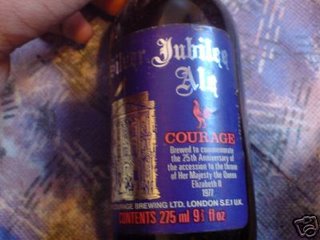 Silver Jubilee
Ale
COURAGE
Brewed to commemorate
the 25th Anniversary of
the accession to the throne
of Her Majesty the Queen
Elizabeth II
1977
COURAGE BREWING LTD. LONDON S.E.1 U.K.
CONTENTS 275 ml 9⅔ fl oz